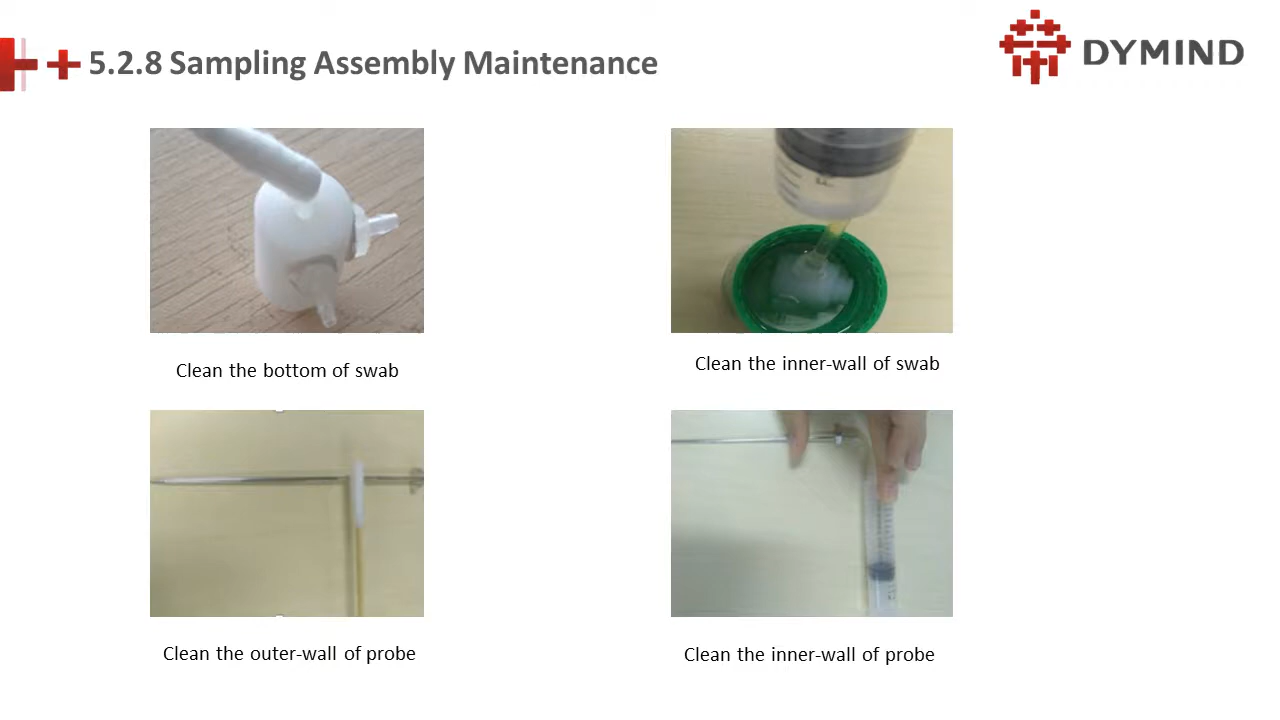 5.2.8 Sampling Assembly Maintenance
DYMIND
Clean the bottom of swab
Clean the inner-wall of swab
Clean the outer-wall of probe
Clean the inner-wall of probe